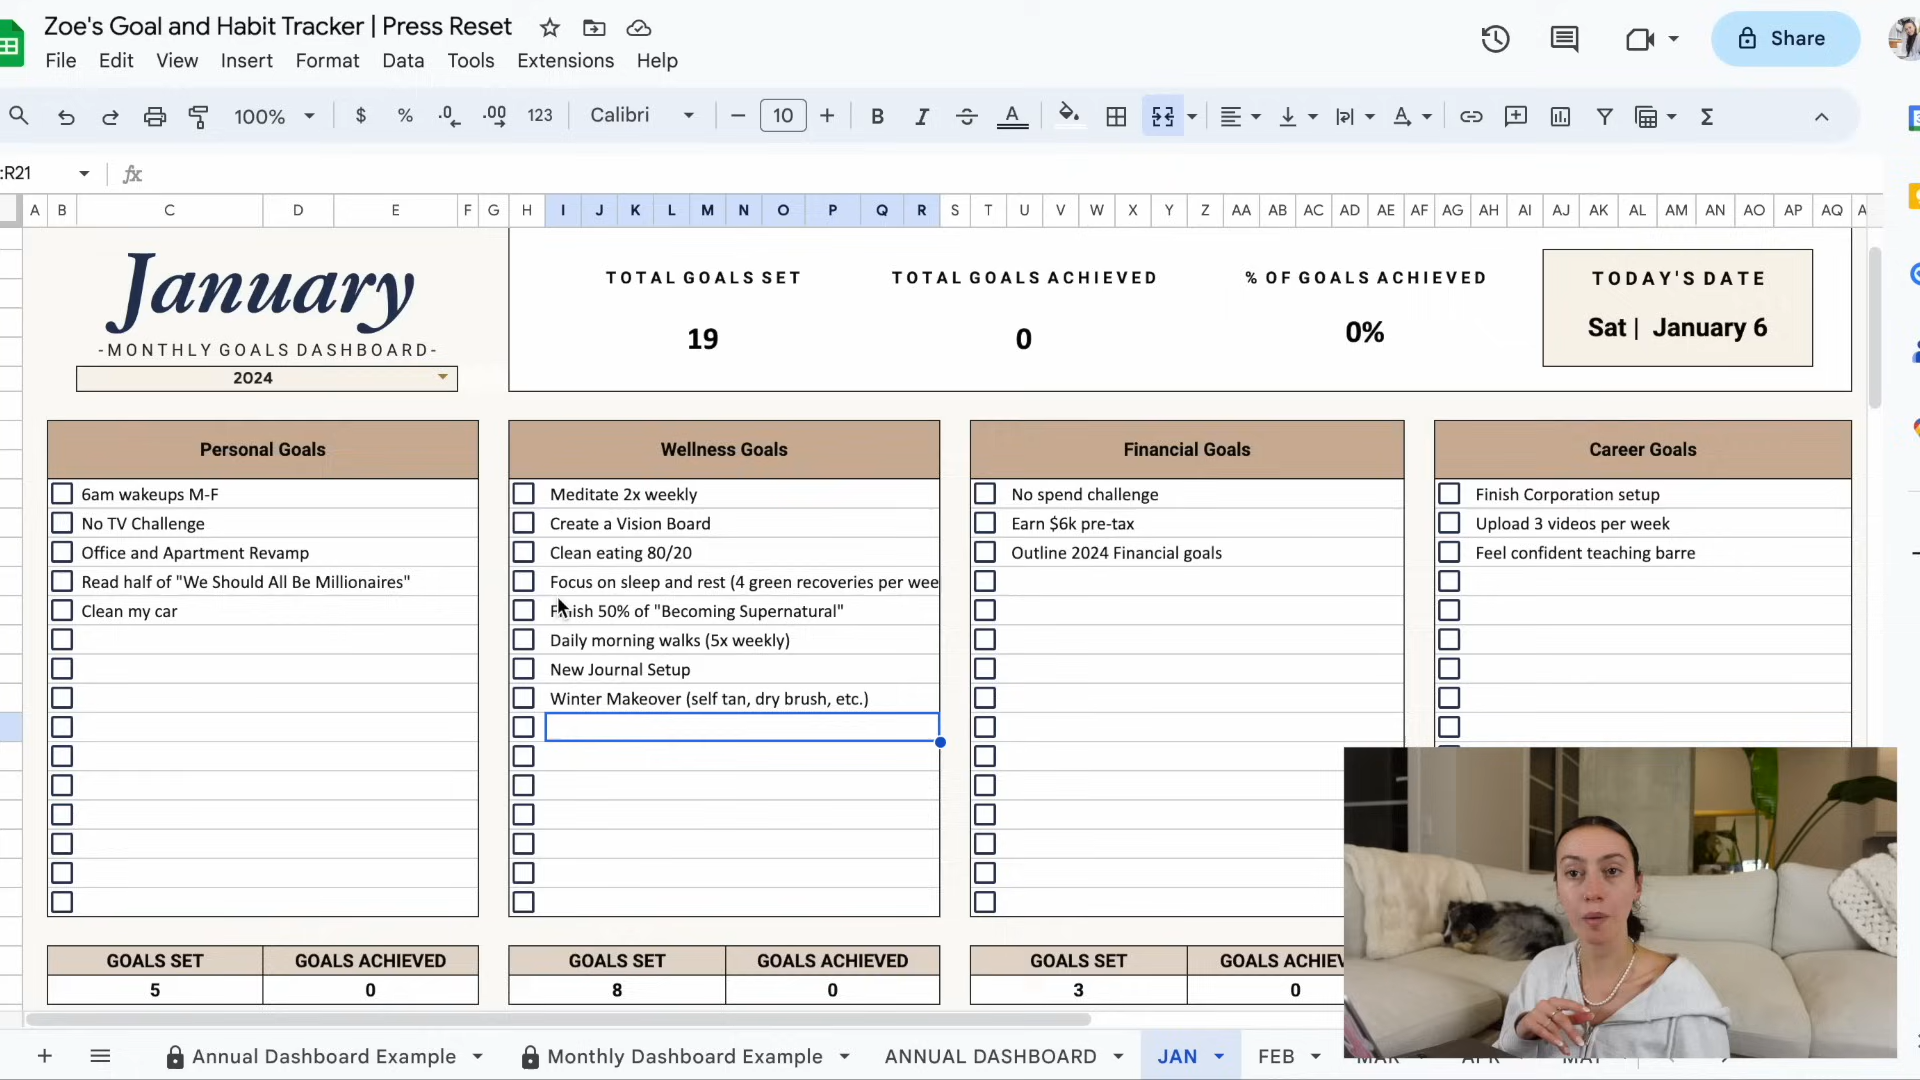 Zoe's Goal and Habit Tracker | Press Reset
File Edit View Insert Format Data Tools Extensions Help
Share
100% $ % .0 .00 123 Calibri 10
:R21
fx
A B C D E F G H I J K L M N O P Q R S T U V W X Y Z AA AB AC AD AE AF AG AH AI AJ AK AL AM AN AO AP AQ A
January
-MONTHLY GOALS DASHBOARD-
2024
TOTAL GOALS SET
19
TOTAL GOALS ACHIEVED
0
% OF GOALS ACHIEVED
0%
TODAY'S DATE
Sat | January 6
Personal Goals
6am wakeups M-F
No TV Challenge
Office and Apartment Revamp
Read half of "We Should All Be Millionaires"
Clean my car
GOALS SET GOALS ACHIEVED
5 0
Wellness Goals
Meditate 2x weekly
Create a Vision Board
Clean eating 80/20
Focus on sleep and rest (4 green recoveries per wee
Finish 50% of "Becoming Supernatural"
Daily morning walks (5x weekly)
New Journal Setup
Winter Makeover (self tan, dry brush, etc.)
GOALS SET GOALS ACHIEVED
8 0
Financial Goals
No spend challenge
Earn $6k pre-tax
Outline 2024 Financial goals
GOALS SET GOALS ACHIEV
3 0
Career Goals
Finish Corporation setup
Upload 3 videos per week
Feel confident teaching barre
Annual Dashboard Example Monthly Dashboard Example ANNUAL DASHBOARD JAN FEB